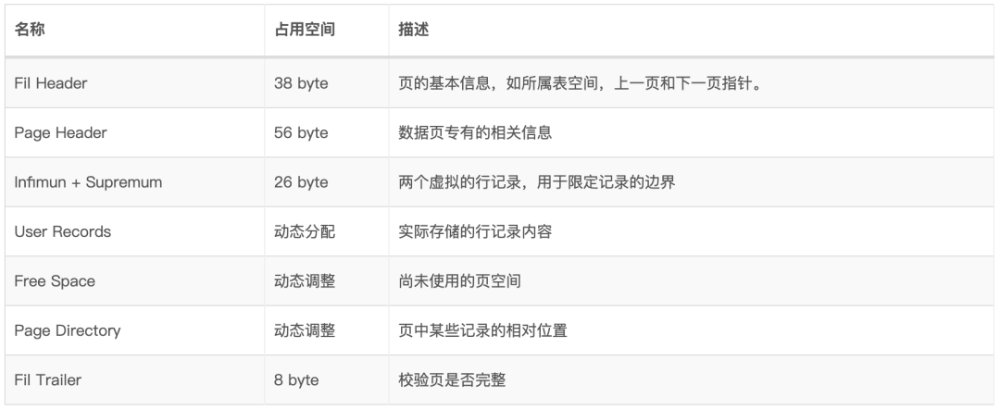 名称 占用空间 描述
Fil Header 38 byte 页的基本信息，如所属表空间，上一页和下一页指针。
Page Header 56 byte 数据页专有的相关信息
Infimun + Supremum 26 byte 两个虚拟的行记录，用于限定记录的边界
User Records 动态分配 实际存储的行记录内容
Free Space 动态调整 尚未使用的页空间
Page Directory 动态调整 页中某些记录的相对位置
Fil Trailer 8 byte 校验页是否完整